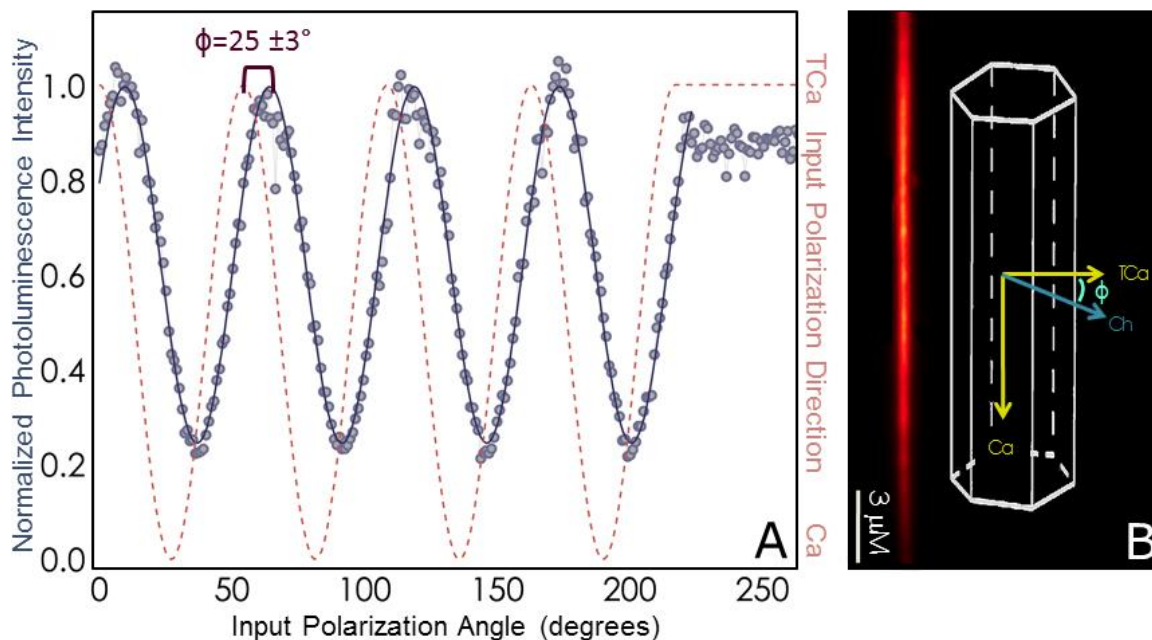 ϕ=25 ±3°
Normalized Photoluminescence Intensity
1.0
0.8
0.6
0.4
0.2
0.0
0
50
100
150
200
250
Input Polarization Angle (degrees)
TCa Input Polarization Direction Ca
A
TCa
ϕ
Ch
Ca
3 µM
B